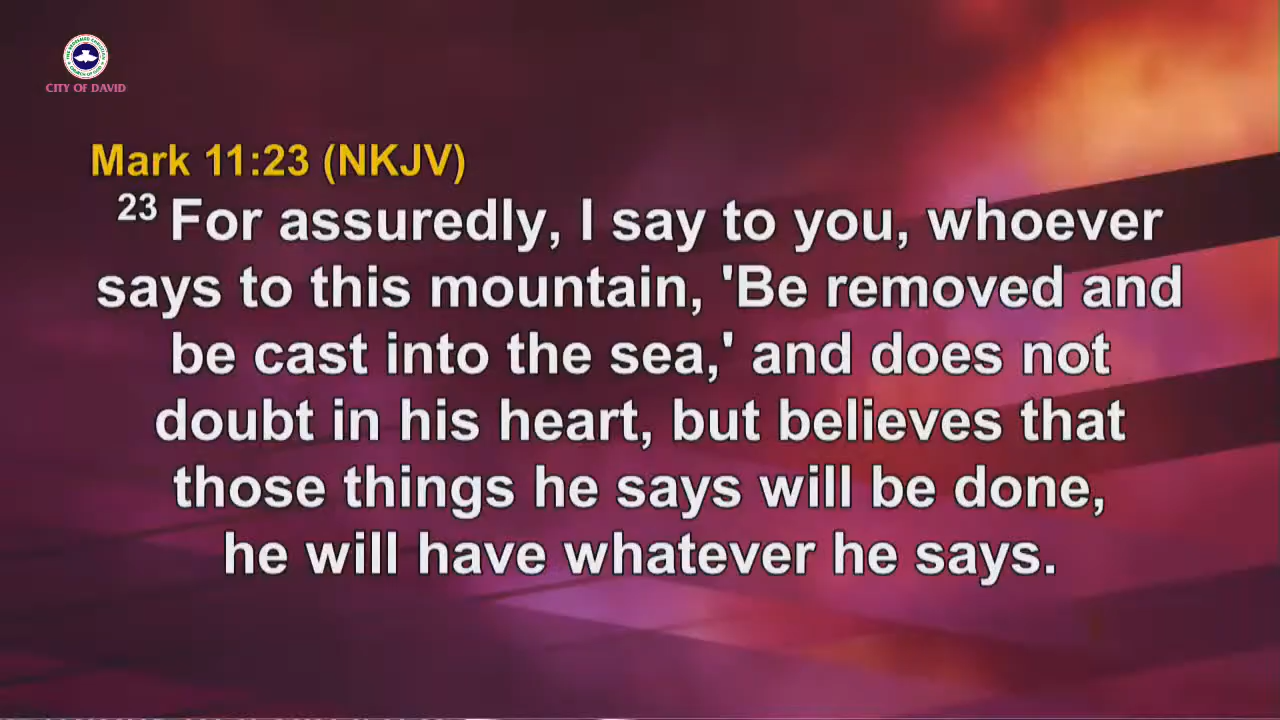 CITY OF DAVID
Mark 11:23 (NKJV)
23 For assuredly, I say to you, whoever
says to this mountain, 'Be removed and
be cast into the sea,' and does not
doubt in his heart, but believes that
those things he says will be done,
he will have whatever he says.